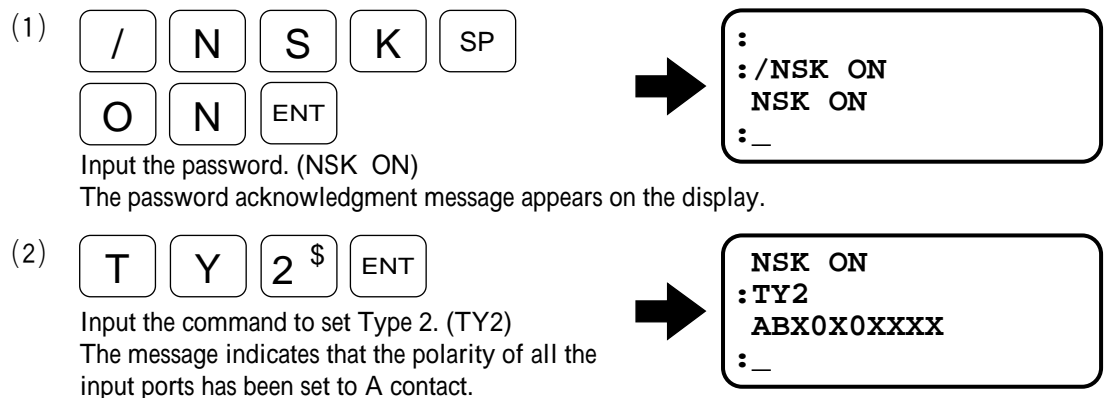 (1)
/ N S K SP
O N ENT
:
:/NSK ON
NSK ON
:_
Input the password. (NSK ON)
The password acknowledgment message appears on the display.
(2)
T Y 2 $ ENT
NSK ON
:TY2
ABX0X0XXXX
:_
Input the command to set Type 2. (TY2)
The message indicates that the polarity of all the
input ports has been set to A contact.